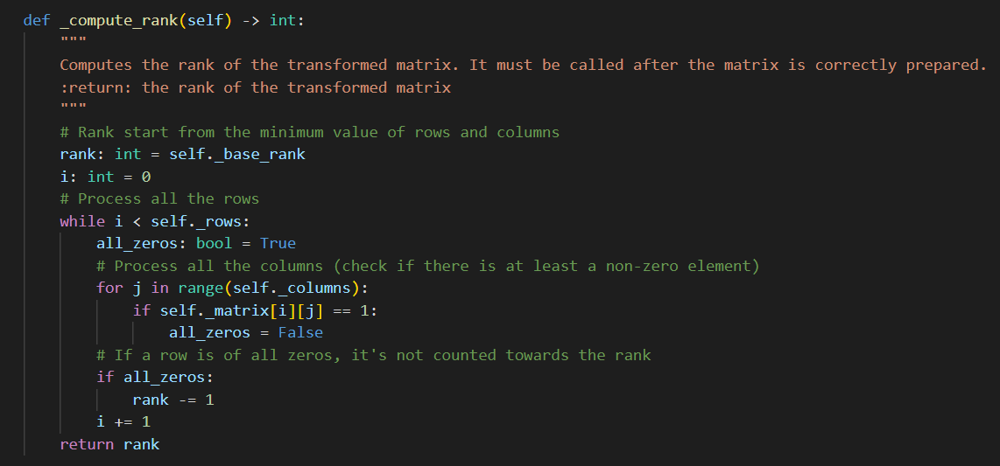 def _compute_rank(self) -> int:
    """
    Computes the rank of the transformed matrix. It must be called after the matrix is correctly prepared.
    :return: the rank of the transformed matrix
    """
    # Rank start from the minimum value of rows and columns
    rank: int = self._base_rank
    i: int = 0
    # Process all the rows
    while i < self._rows:
        all_zeros: bool = True
        # Process all the columns (check if there is at least a non-zero element)
        for j in range(self._columns):
            if self._matrix[i][j] == 1:
                all_zeros = False
        # If a row is of all zeros, it's not counted towards the rank
        if all_zeros:
            rank -= 1
        i += 1
    return rank